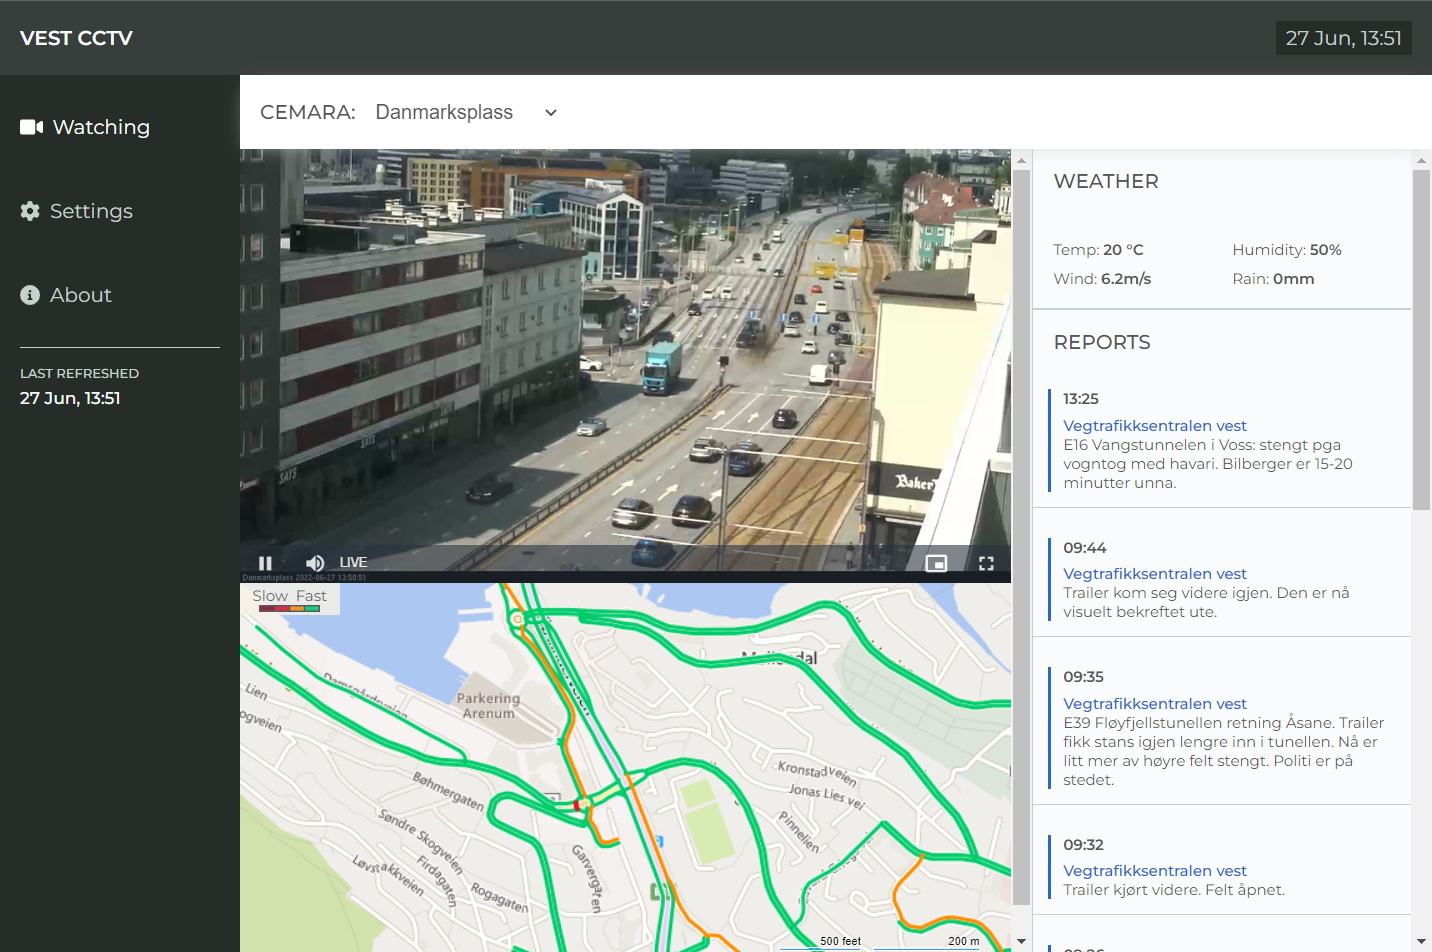 VEST CCTV
27 Jun, 13:51
Watching
Settings
About
LAST REFRESHED
27 Jun, 13:51
CEMARA: Danmarksplass
SATS
SATS
SATS
Baker
LIVE
Danmarksplass 2022-06-27 13:50:51
Slow Fast
Lien
Damsgårdsveien
Parkering
Arenum
Bøhmergaten
Søndre Skogveien
Firdagaten
Løvstakkveien
Rogagaten
Garvergaten
Kronstadveien
Jonas Lies vei
Pinnelien
500 feet
200 m
WEATHER
Temp: 20 °C
Humidity: 50%
Wind: 6.2m/s
Rain: 0mm
REPORTS
13:25
Vegtrafikksentralen vest
E16 Vangstunnelen i Voss: stengt pga
vogntog med havari. Bilberger er 15-20
minutter unna.
09:44
Vegtrafikksentralen vest
Trailer kom seg videre igjen. Den er nå
visuelt bekreftet ute.
09:35
Vegtrafikksentralen vest
E39 Fløyfjellstunellen retning Åsane. Trailer
fikk stans igjen lengre inn i tunellen. Nå er
litt mer av høyre felt stengt. Politi er på
stedet.
09:32
Vegtrafikksentralen vest
Trailer kjørt videre. Felt åpnet.